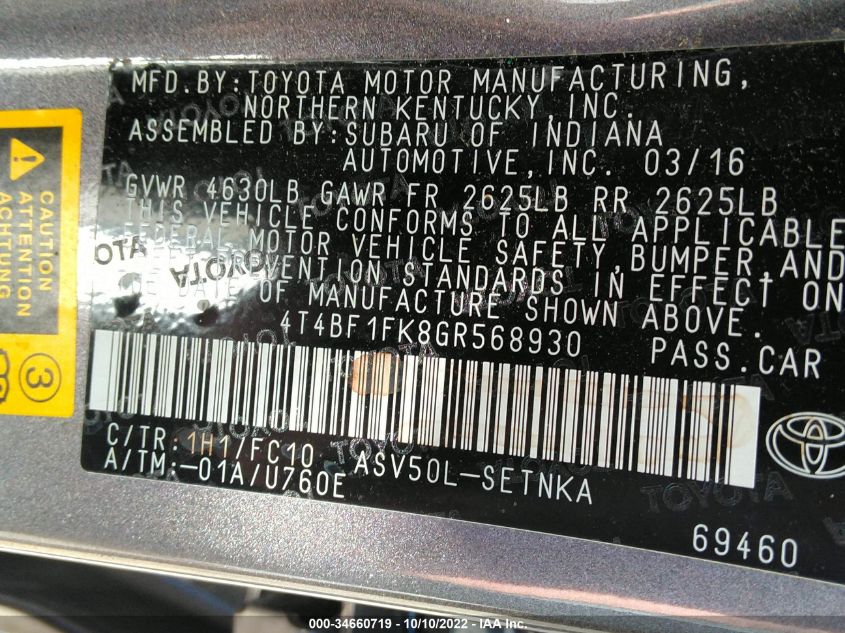 MFD.BY:TOYOTA MOTOR MANUFACTURING,
NORTHERN KENTUCKY,INC.
ASSEMBLED BY:SUBARU OF INDIANA
AUTOMOTIVE,INC. 03/16
GVWR 4630LB GAWR FR 2625LB RR 2625LB
THIS VEHICLE CONFORMS TO ALL APPLICABLE
FEDERAL MOTOR VEHICLE SAFETY,BUMPER,AND
PREVENTION STANDARDS IN EFFECT ON
DATE OF MANUFACTURE SHOWN ABOVE.
4T4BF1FK8GR568930 PASS.CAR
C/TR:1H1/FC10 ASV50L-SETNKA
A/TM:-01A/U760E
69460
TOYOTA
CAUTION
ATTENTION
ACHTUNG
3
000-34660719 - 10/10/2022 - IAA Inc.